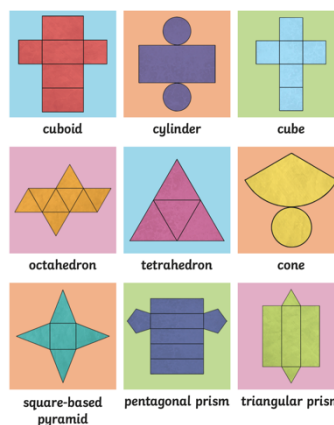 cuboid
cylinder
cube
octahedron
tetrahedron
cone
square-based
pyramid
pentagonal prism
triangular prism